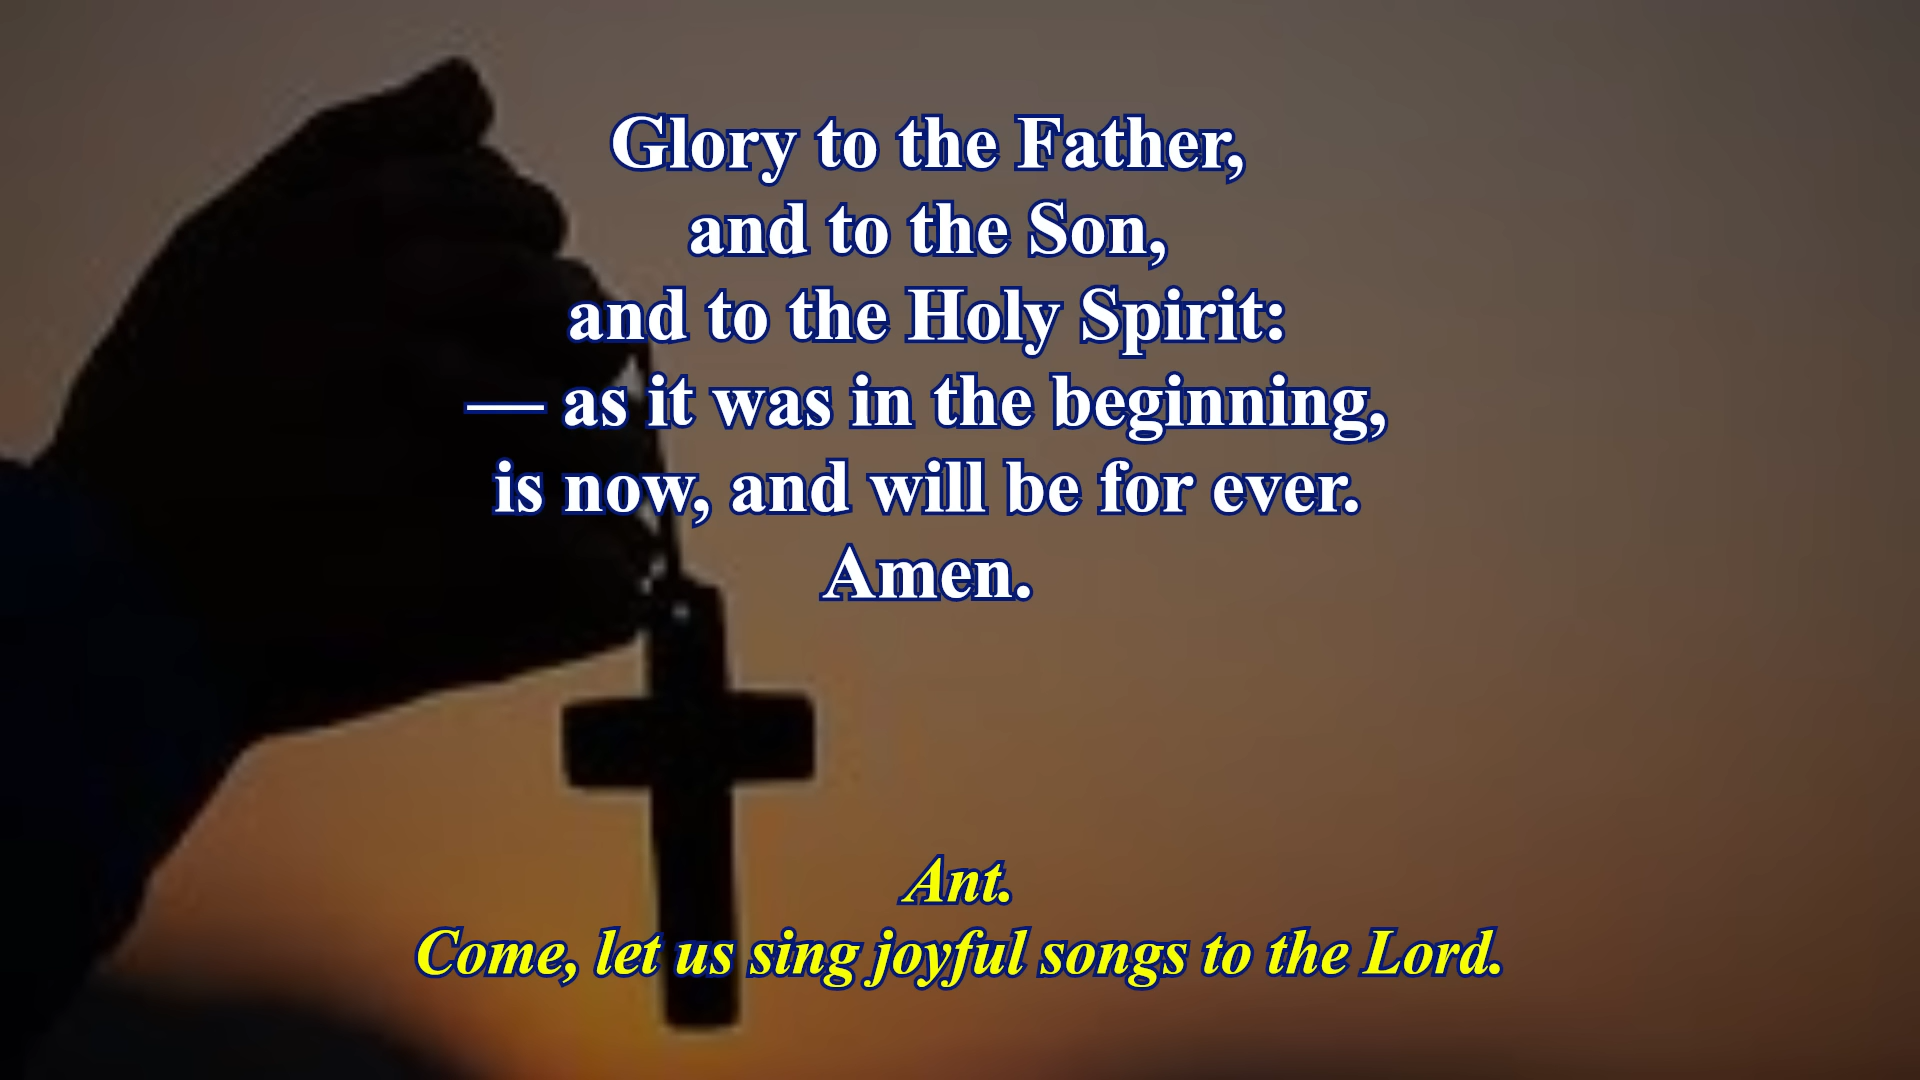 Glory to the Father,
and to the Son,
and to the Holy Spirit:
— as it was in the beginning,
is now, and will be for ever.
Amen.
Ant.
Come, let us sing joyful songs to the Lord.